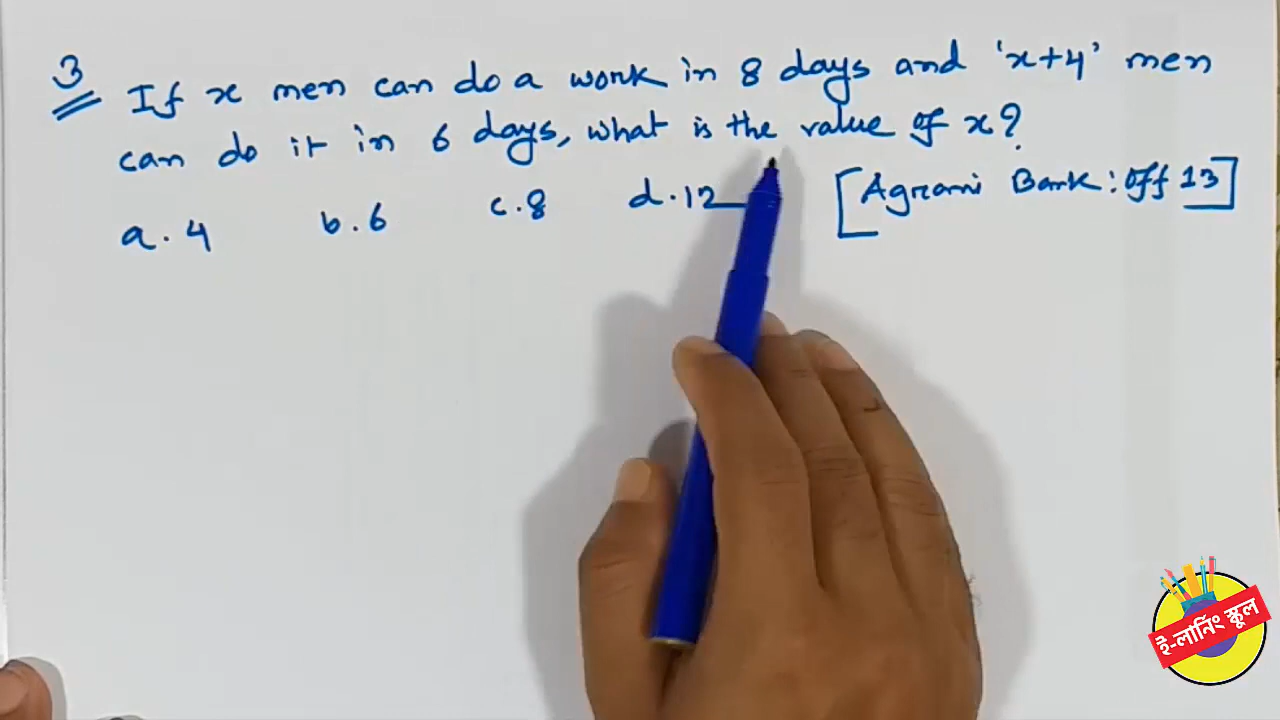 3 If x men can do a work in 8 days and 'x+4' men
can do it in 6 days, what is the value of x?
a. 4 b. 6 c. 8 d. 12 [Agrani Bank: Off 13]
ই-লার্নিং স্কুল